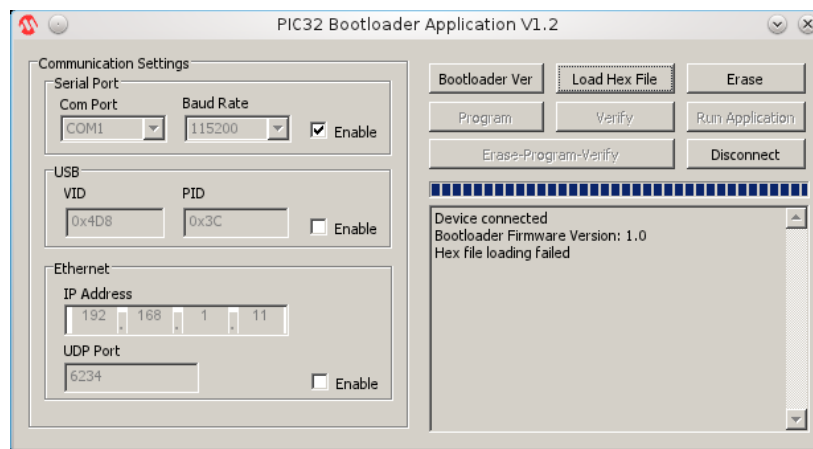 PIC32 Bootloader Application V1.2
Communication Settings
Serial Port
Com Port Baud Rate
COM1 115200 Enable
USB
VID PID
0x4D8 0x3C Enable
Ethernet
IP Address
192 . 168 . 1 . 11
UDP Port
6234 Enable
Bootloader Ver Load Hex File Erase
Program Verify Run Application
Erase-Program-Verify Disconnect
Device connected
Bootloader Firmware Version: 1.0
Hex file loading failed